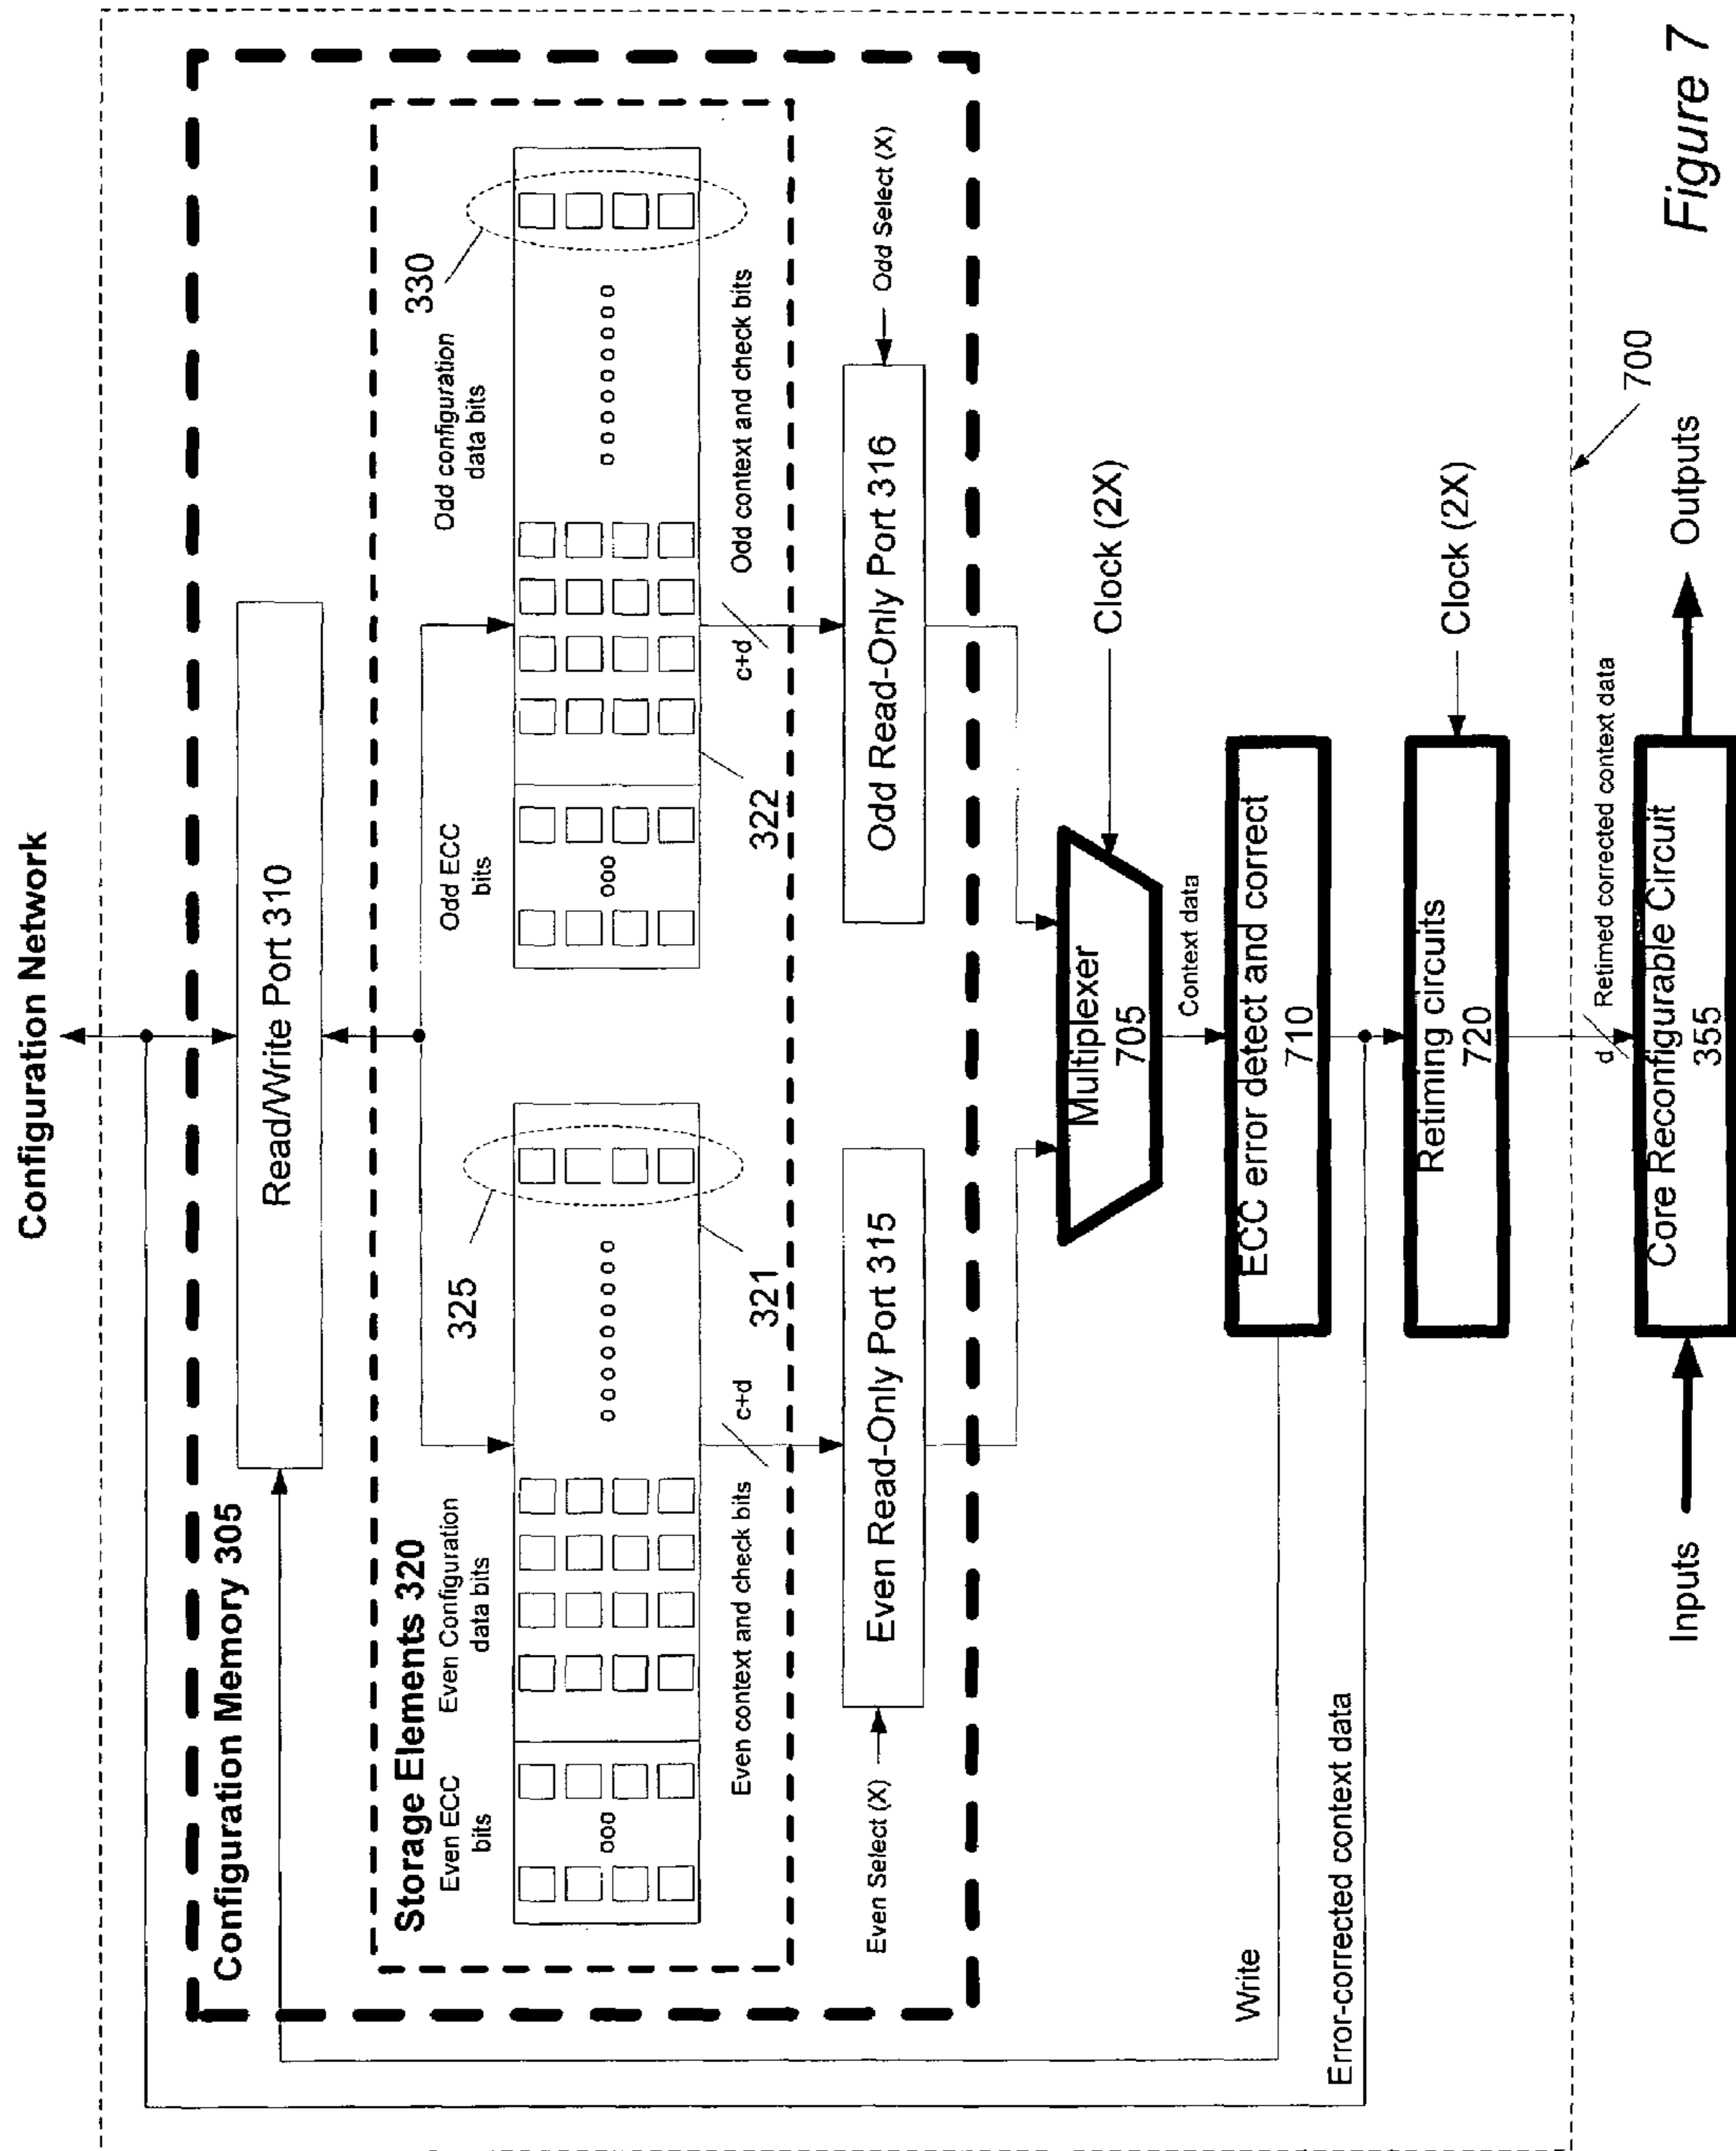 Configuration Network
Configuration Memory 305
Read/Write Port 310
Storage Elements 320
Even ECC
bits
Even Configuration
data bits
325
Odd ECC
bits
Odd configuration
data bits
330
ooo
oooooooo
ooo
oooooooo
321
322
Even context and check bits
c+d
c+d
Odd context and check bits
Even Select (X)
Even Read-Only Port 315
Odd Read-Only Port 316
Odd Select (X)
Multiplexer
705
Clock (2X)
Context data
Write
ECC error detect and correct
710
Error-corrected context data
Retiming circuits
720
Clock (2X)
700
d
Retimed corrected context data
Inputs
Core Reconfigurable Circuit
355
Outputs
Figure 7